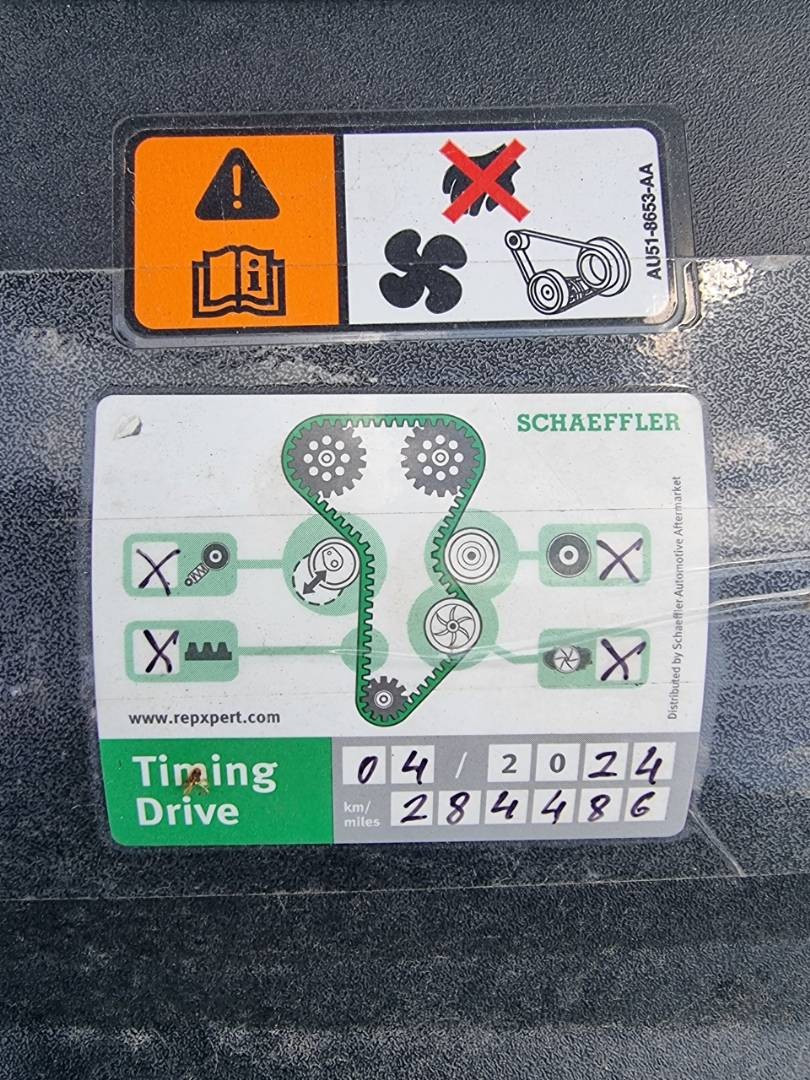 AU51-8653-AA
SCHAEFFLER
X
X
X
X
Distributed by Schaeffler Automotive Aftermarket
www.repxpert.com
Timing
Drive
04 / 2024
km/
miles
284486